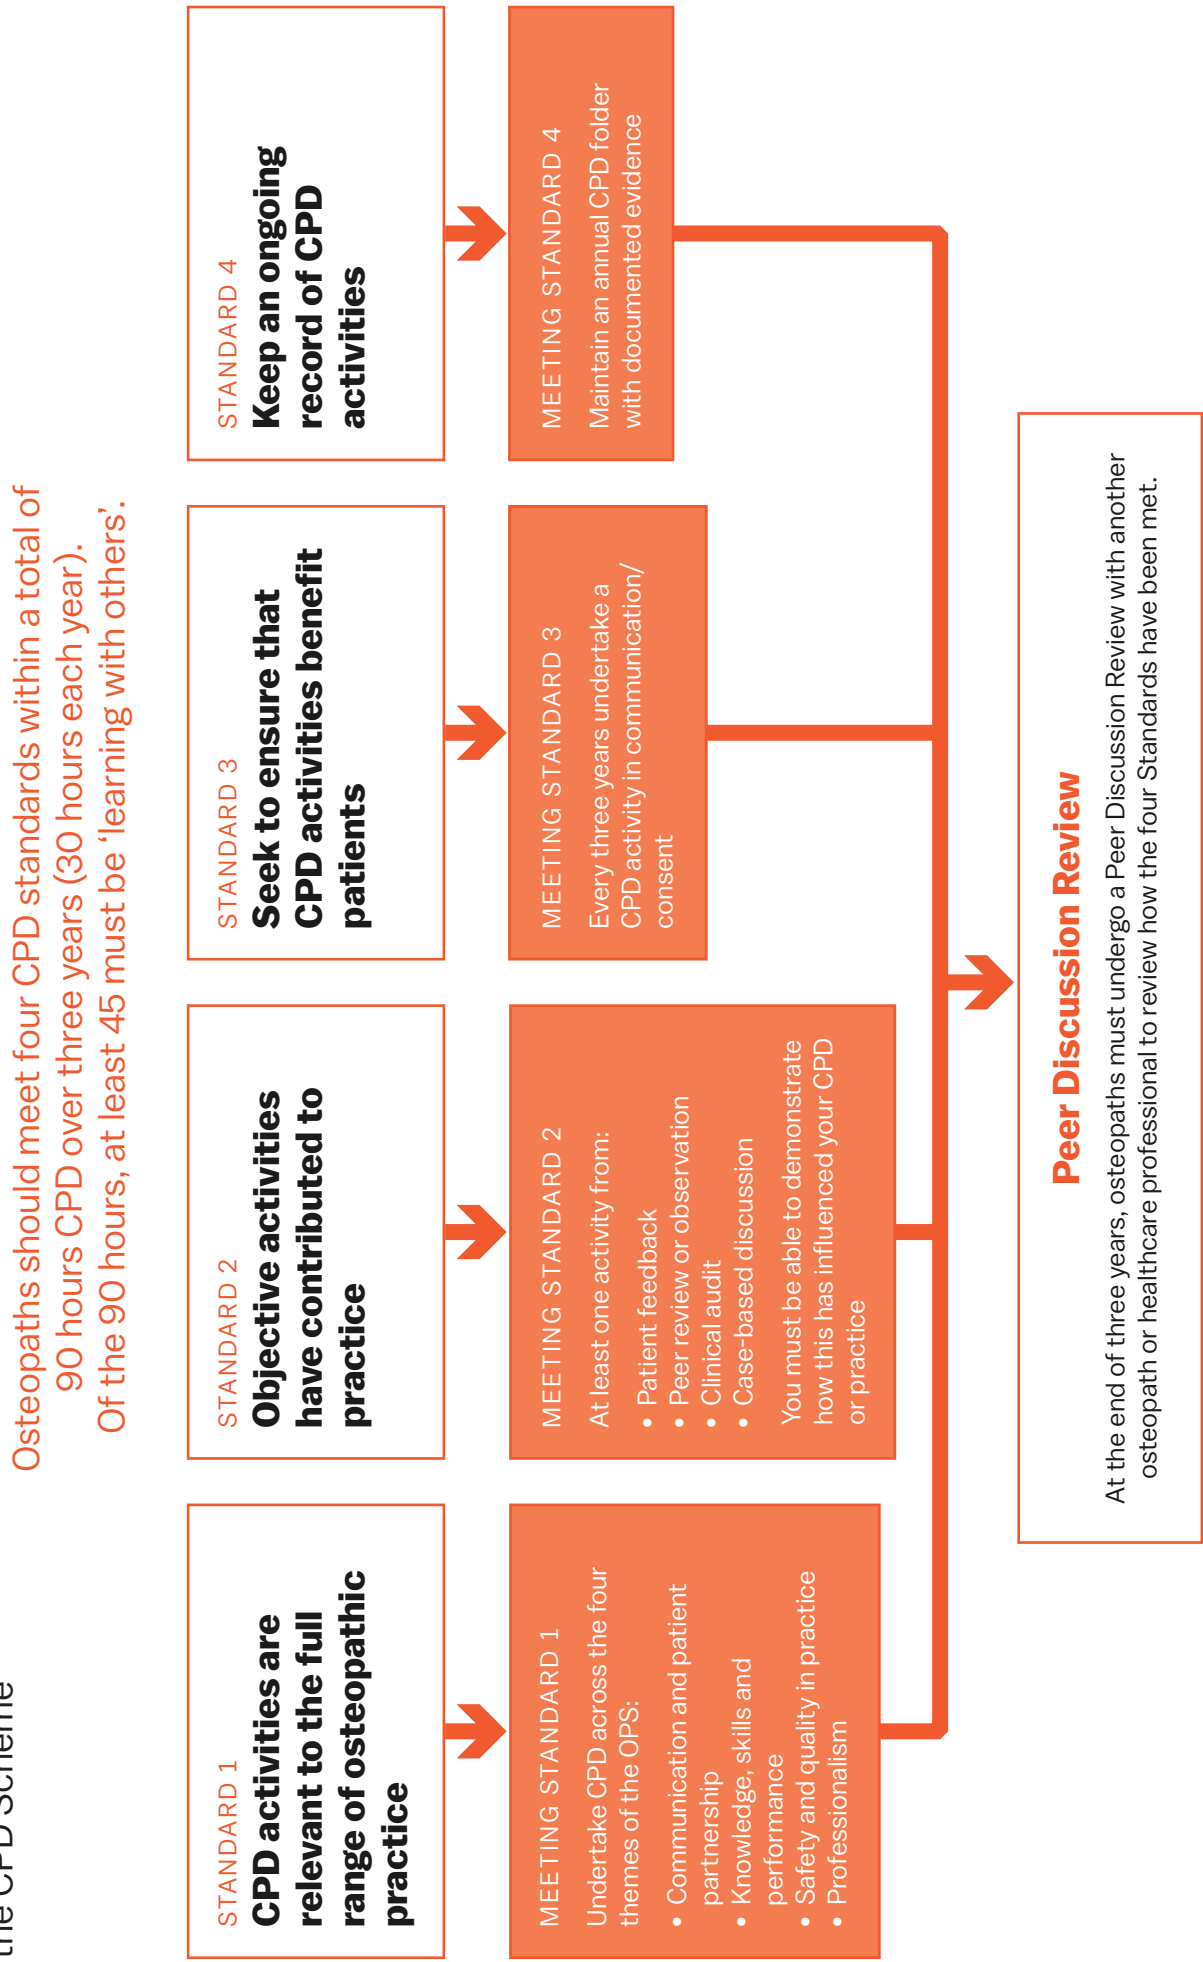 the CPD Scheme
Osteopaths should meet four CPD standards within a total of
90 hours CPD over three years (30 hours each year).
Of the 90 hours, at least 45 must be ‘learning with others’.
STANDARD 1
CPD activities are
relevant to the full
range of osteopathic
practice
MEETING STANDARD 1
Undertake CPD across the four
themes of the OPS:
• Communication and patient
partnership
• Knowledge, skills and
performance
• Safety and quality in practice
• Professionalism
STANDARD 2
Objective activities
have contributed to
practice
MEETING STANDARD 2
At least one activity from:
• Patient feedback
• Peer review or observation
• Clinical audit
• Case-based discussion
You must be able to demonstrate
how this has influenced your CPD
or practice
STANDARD 3
Seek to ensure that
CPD activities benefit
patients
MEETING STANDARD 3
Every three years undertake a
CPD activity in communication/
consent
STANDARD 4
Keep an ongoing
record of CPD
activities
MEETING STANDARD 4
Maintain an annual CPD folder
with documented evidence
Peer Discussion Review
At the end of three years, osteopaths must undergo a Peer Discussion Review with another
osteopath or healthcare professional to review how the four Standards have been met.